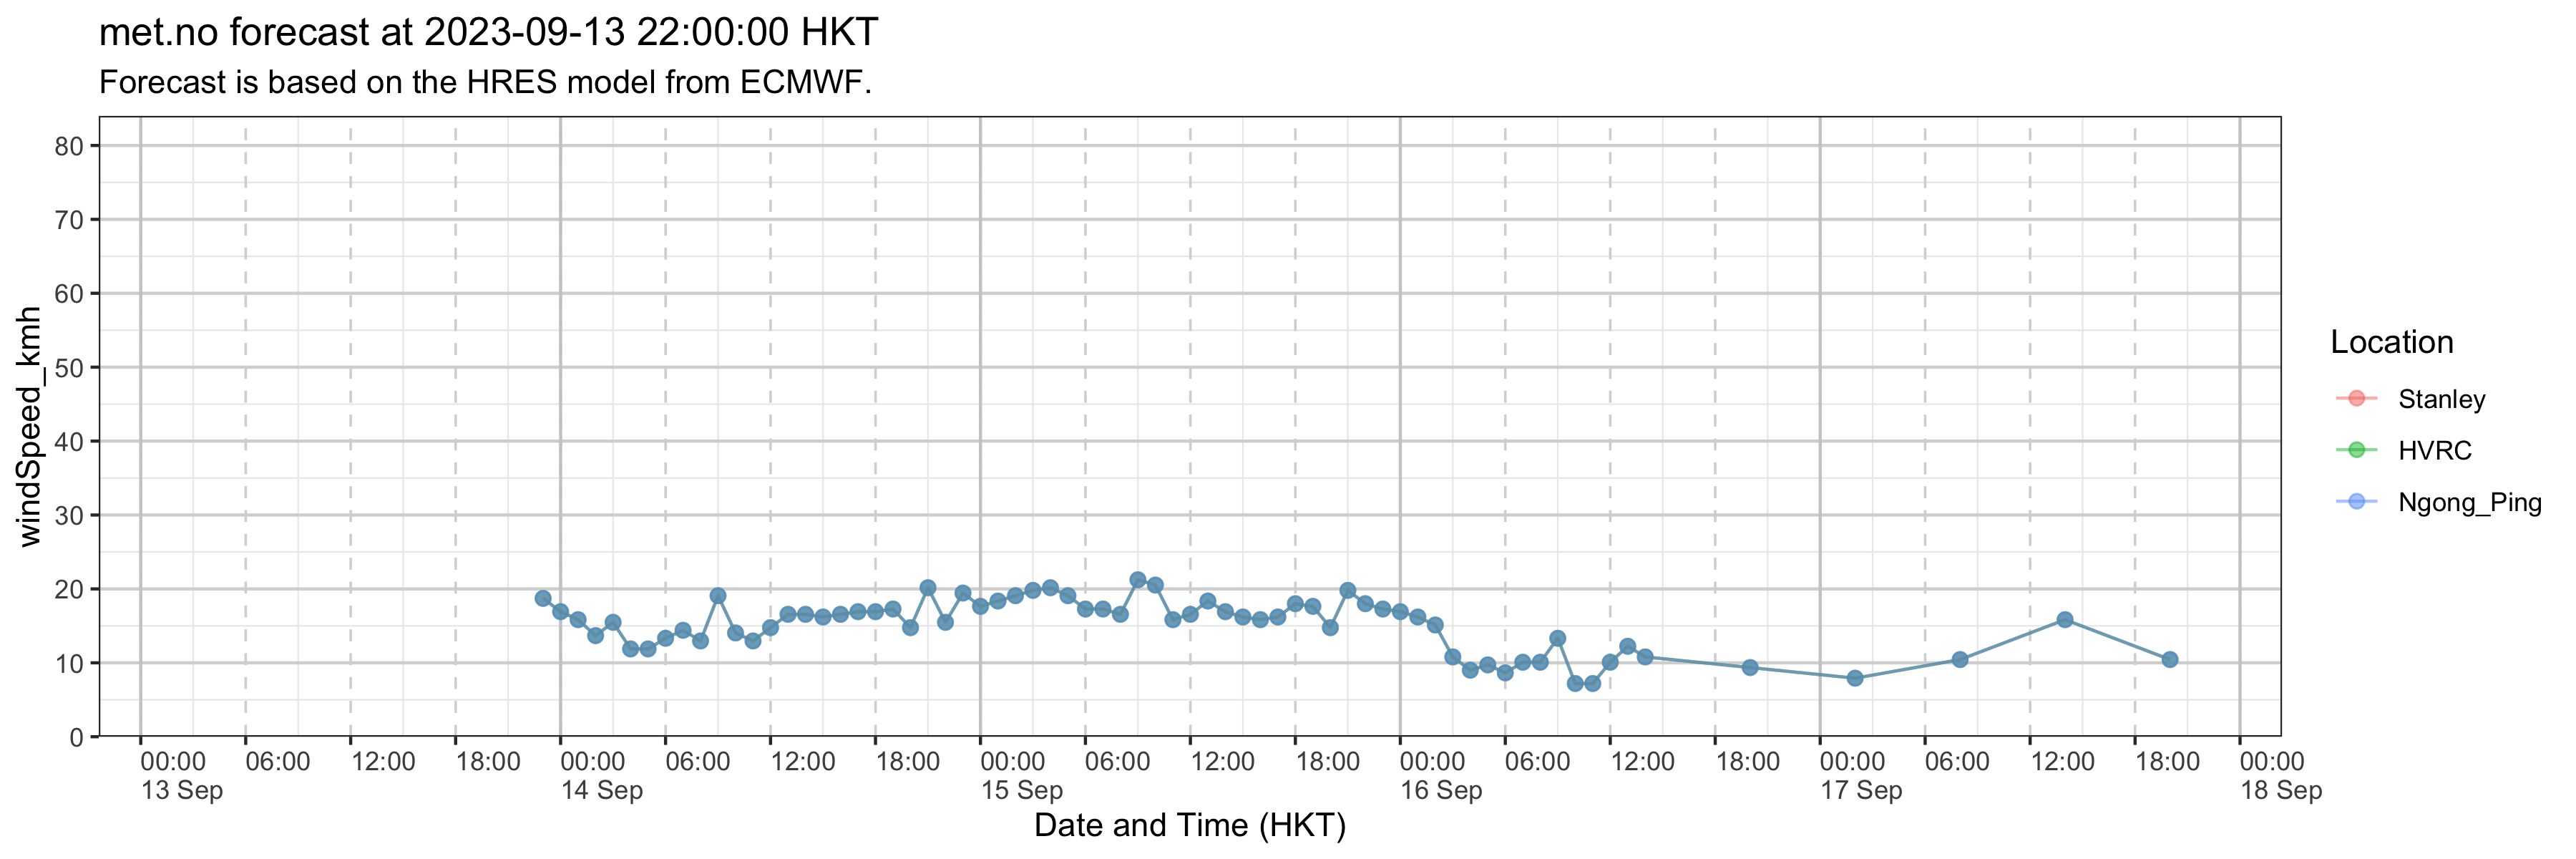 met.no forecast at 2023-09-13 22:00:00 HKT
Forecast is based on the HRES model from ECMWF.
windSpeed_kmh
80
70
60
50
40
30
20
10
0
00:00 06:00 12:00 18:00 00:00 06:00 12:00 18:00 00:00 06:00 12:00 18:00 00:00 06:00 12:00 18:00 00:00 06:00 12:00 18:00 00:00
13 Sep 14 Sep 15 Sep 16 Sep 17 Sep 18 Sep
Date and Time (HKT)
Location
Stanley
HVRC
Ngong_Ping